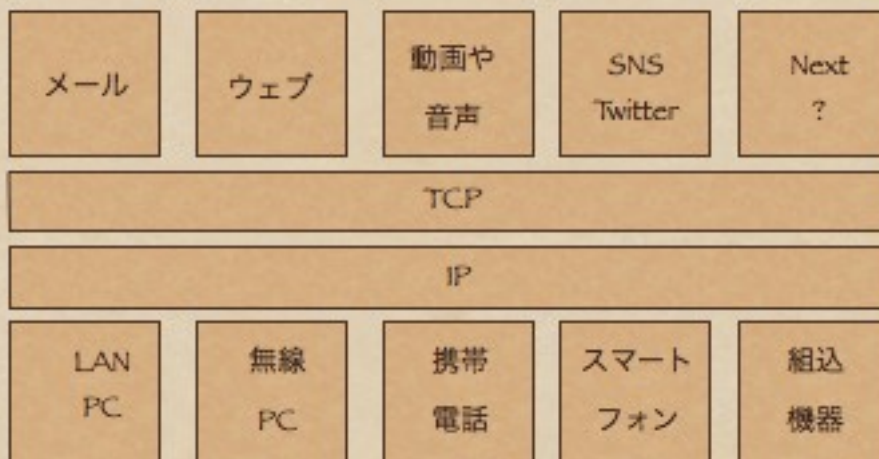 メール
ウェブ
動画や
音声
SNS
Twitter
Next
?
TCP
IP
LAN
PC
無線
PC
携帯
電話
スマート
フォン
組込
機器